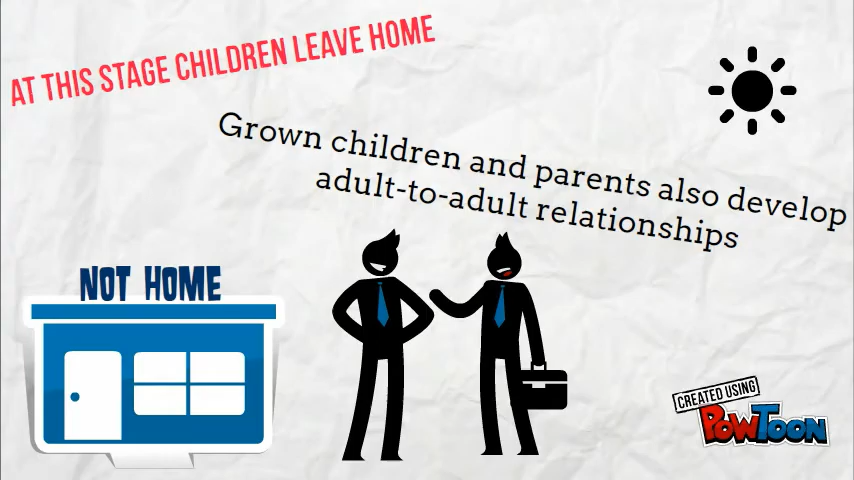 AT THIS STAGE CHILDREN LEAVE HOME
Grown children and parents also develop
adult-to-adult relationships
NOT HOME
CREATED USING
POWTOON